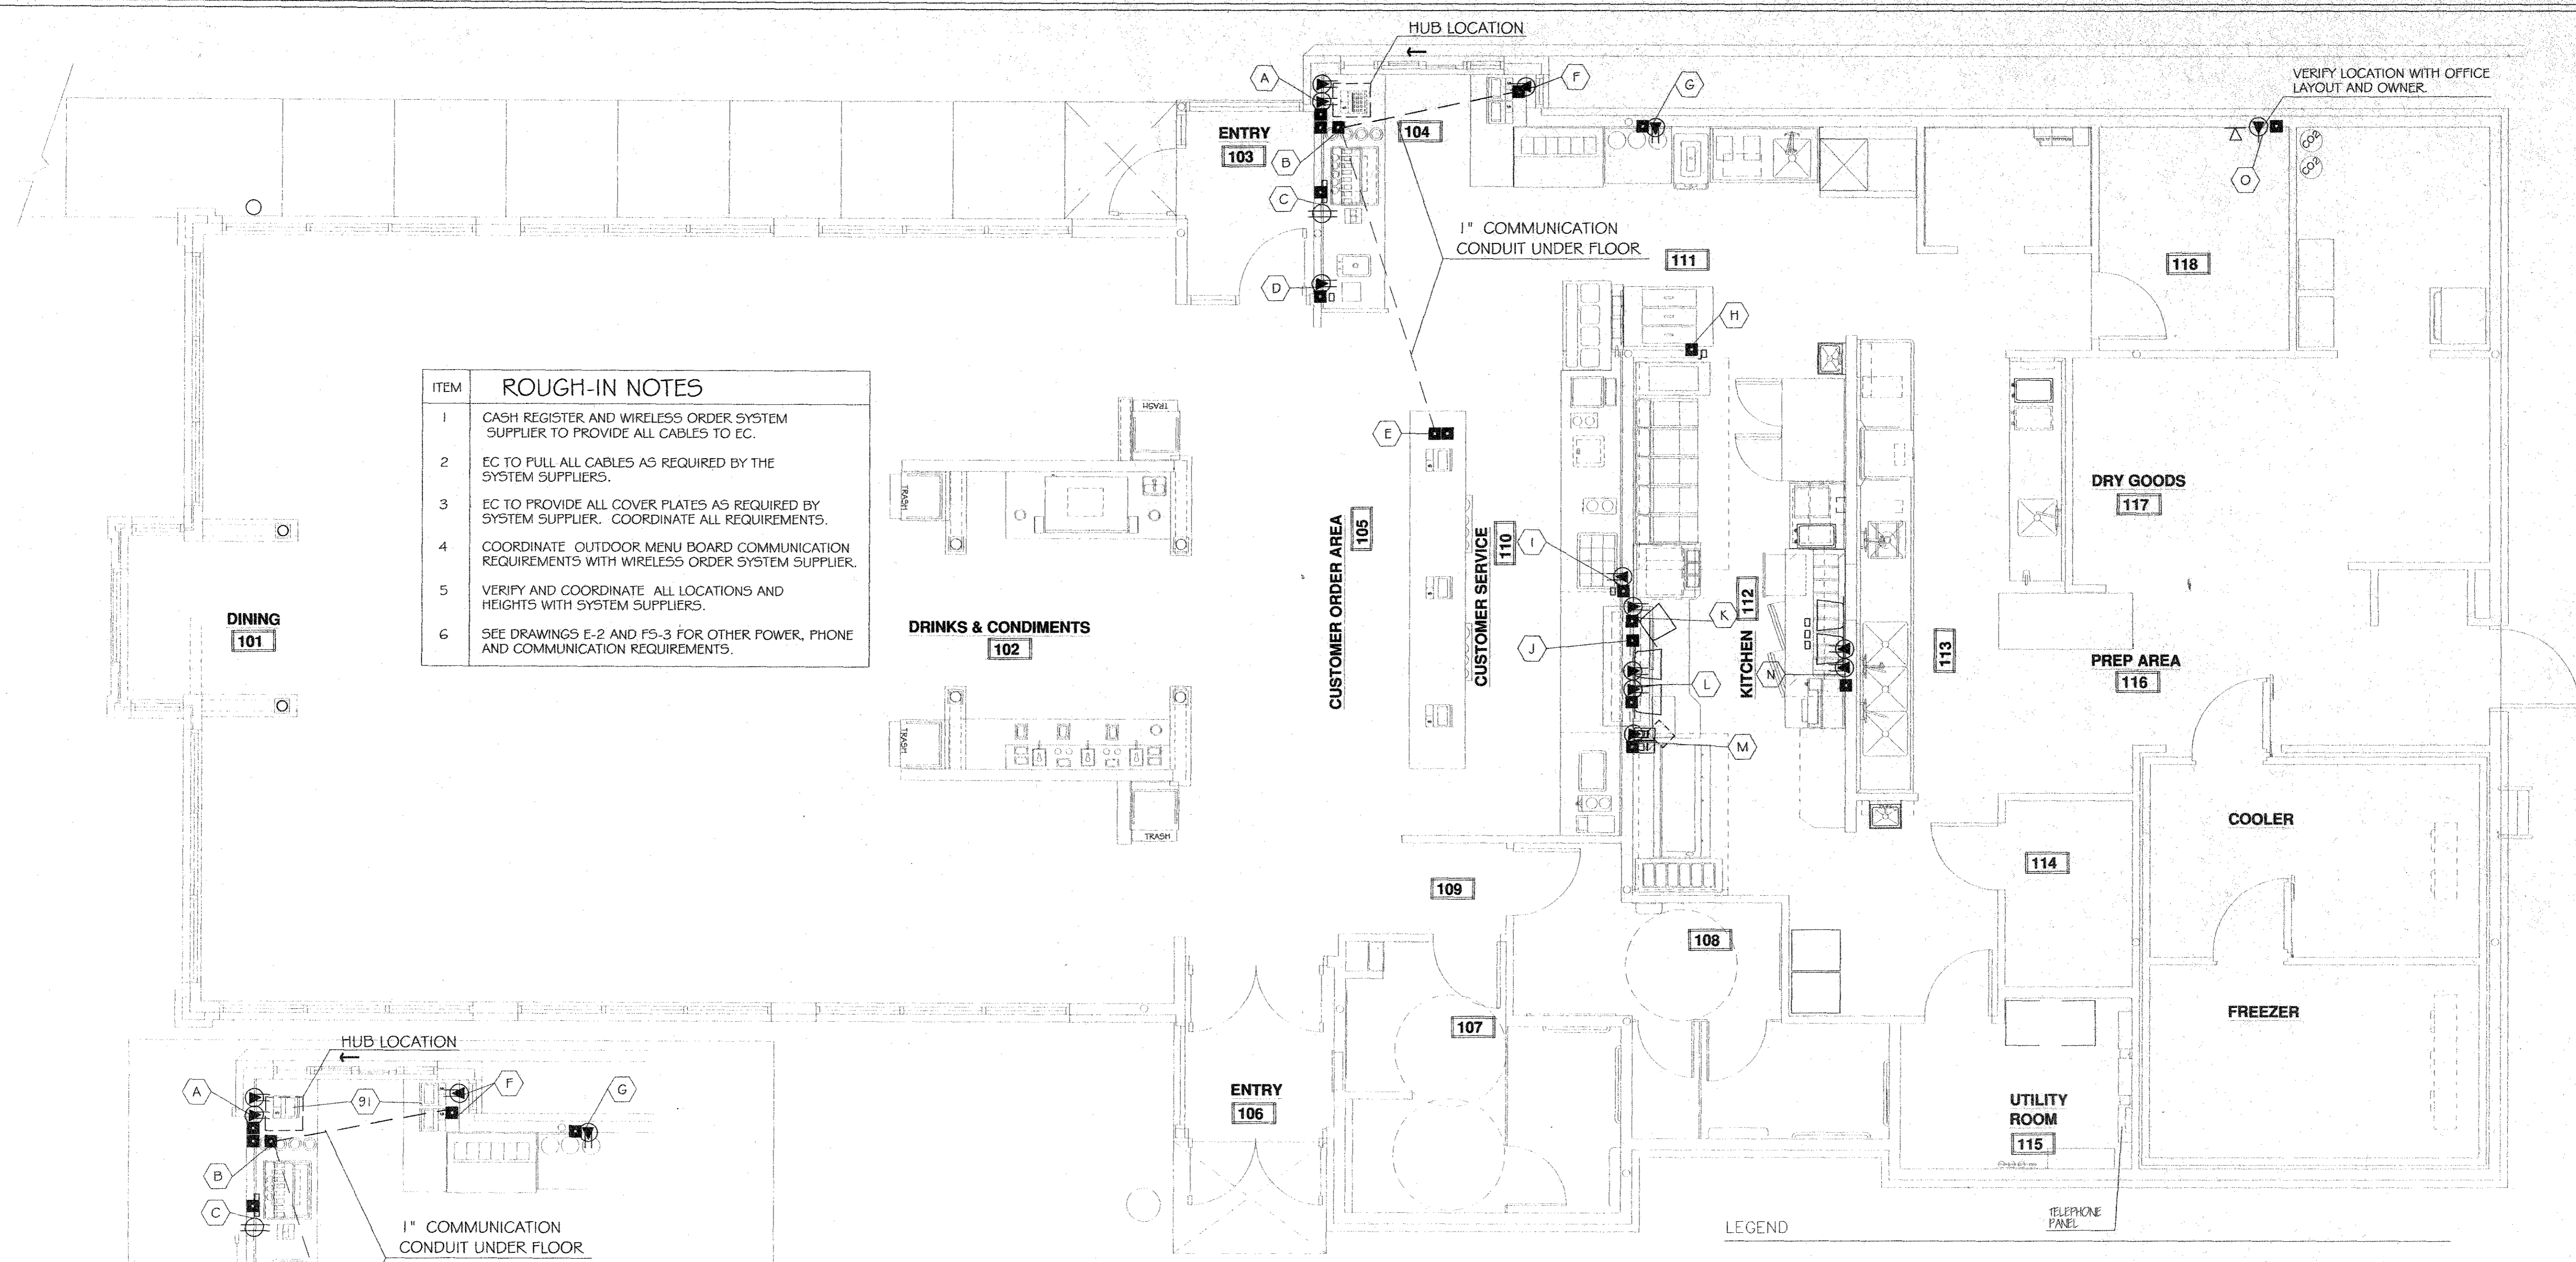 HUB LOCATION
VERIFY LOCATION WITH OFFICE
LAYOUT AND OWNER.
A
F
G
ENTRY
103
104
B
C
O
CO2
CO2
1" COMMUNICATION
CONDUIT UNDER FLOOR
111
118
D
H
ITEM ROUGH-IN NOTES
1 CASH REGISTER AND WIRELESS ORDER SYSTEM
SUPPLIER TO PROVIDE ALL CABLES TO EC.
2 EC TO PULL ALL CABLES AS REQUIRED BY THE
SYSTEM SUPPLIERS.
3 EC TO PROVIDE ALL COVER PLATES AS REQUIRED BY
SYSTEM SUPPLIER. COORDINATE ALL REQUIREMENTS.
4 COORDINATE OUTDOOR MENU BOARD COMMUNICATION
REQUIREMENTS WITH WIRELESS ORDER SYSTEM SUPPLIER.
5 VERIFY AND COORDINATE ALL LOCATIONS AND
HEIGHTS WITH SYSTEM SUPPLIERS.
6 SEE DRAWINGS E-2 AND FS-3 FOR OTHER POWER, PHONE
AND COMMUNICATION REQUIREMENTS.
TRASH
TRASH
E
DRY GOODS
117
CUSTOMER ORDER AREA
105
CUSTOMER SERVICE
110
I
DINING
101
DRINKS & CONDIMENTS
102
K
J
KITCHEN
112
L
N
M
113
PREP AREA
116
TRASH
TRASH
COOLER
114
109
108
FREEZER
107
ENTRY
106
UTILITY
ROOM
115
TELEPHONE
PANEL
LEGEND
HUB LOCATION
A
91
F
G
B
C
1" COMMUNICATION
CONDUIT UNDER FLOOR